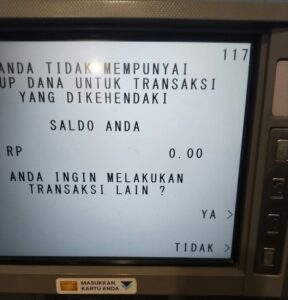 117
ANDA TIDAK MEMPUNYAI
UP DANA UNTUK TRANSAKSI
YANG DIKEHENDAKI
SALDO ANDA
RP 0.00
ANDA INGIN MELAKUKAN
TRANSAKSI LAIN ?
YA >
TIDAK >
MASUKKAN
KARTU ANDA